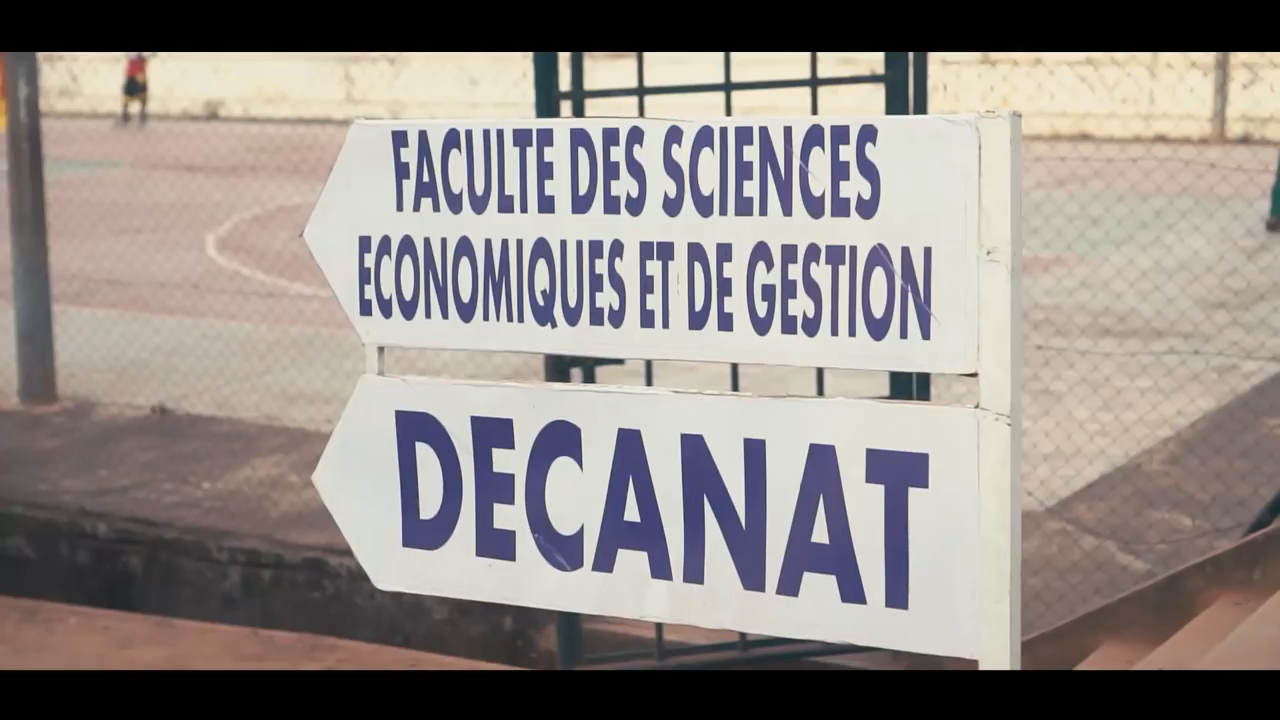 FACULTE DES SCIENCES
ECONOMIQUES ET DE GESTION
DECANAT